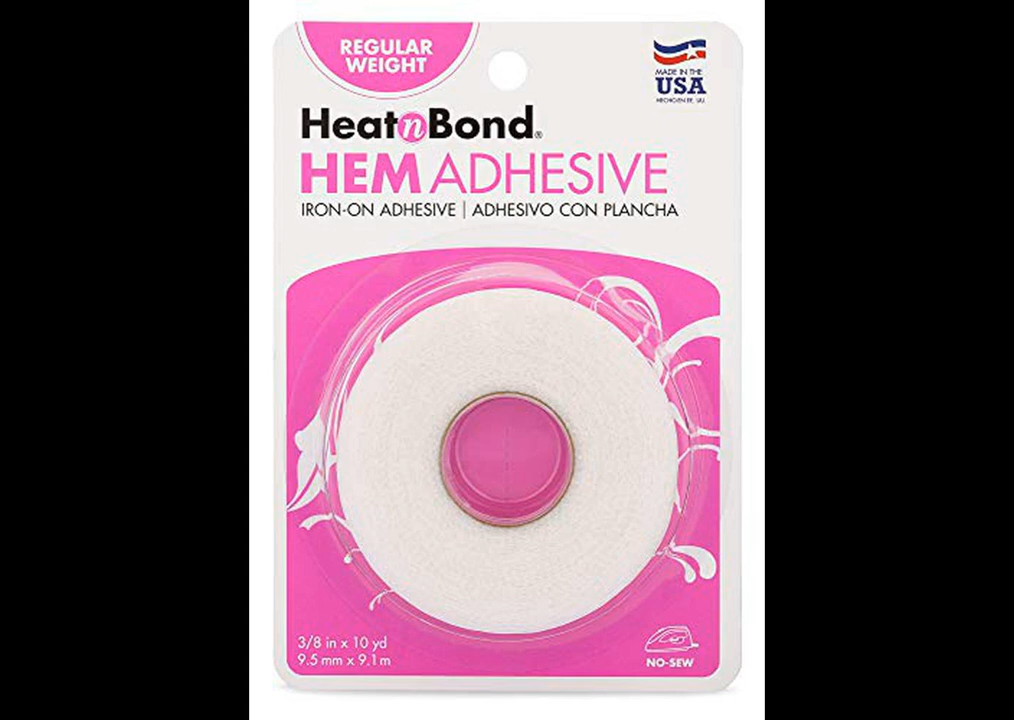 REGULAR
WEIGHT
MADE IN THE
USA
HeatnBond®
HEM ADHESIVE
IRON-ON ADHESIVE | ADHESIVO CON PLANCHA
3/8 in x 10 yd
9.5 mm x 9.1 m
NO-SEW